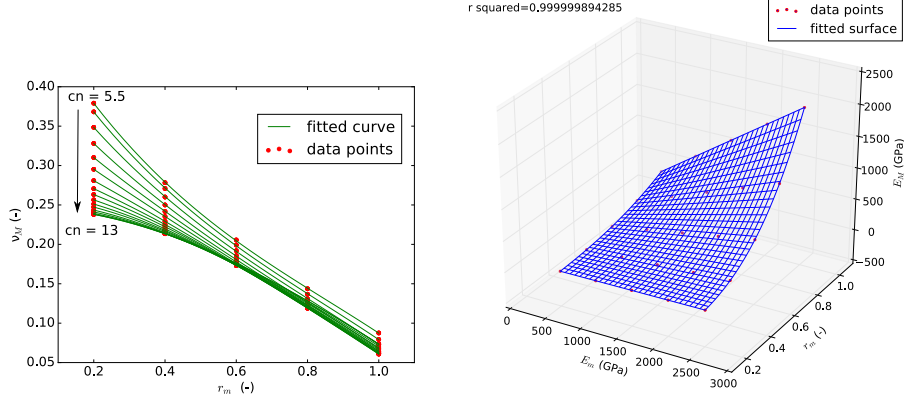 r squared=0.999999894285
data points
fitted surface
0.40
0.35
0.30
0.25
0.20
0.15
0.10
0.05
cn = 5.5
cn = 13
fitted curve
data points
ν_M (-)
0.2
0.4
0.6
0.8
1.0
r_m (-)
2500
2000
1500
1000
500
0
−500
E_M (GPa)
0
500
1000
1500
2000
2500
3000
E_m (GPa)
0.2
0.4
0.6
0.8
1.0
r_m (-)